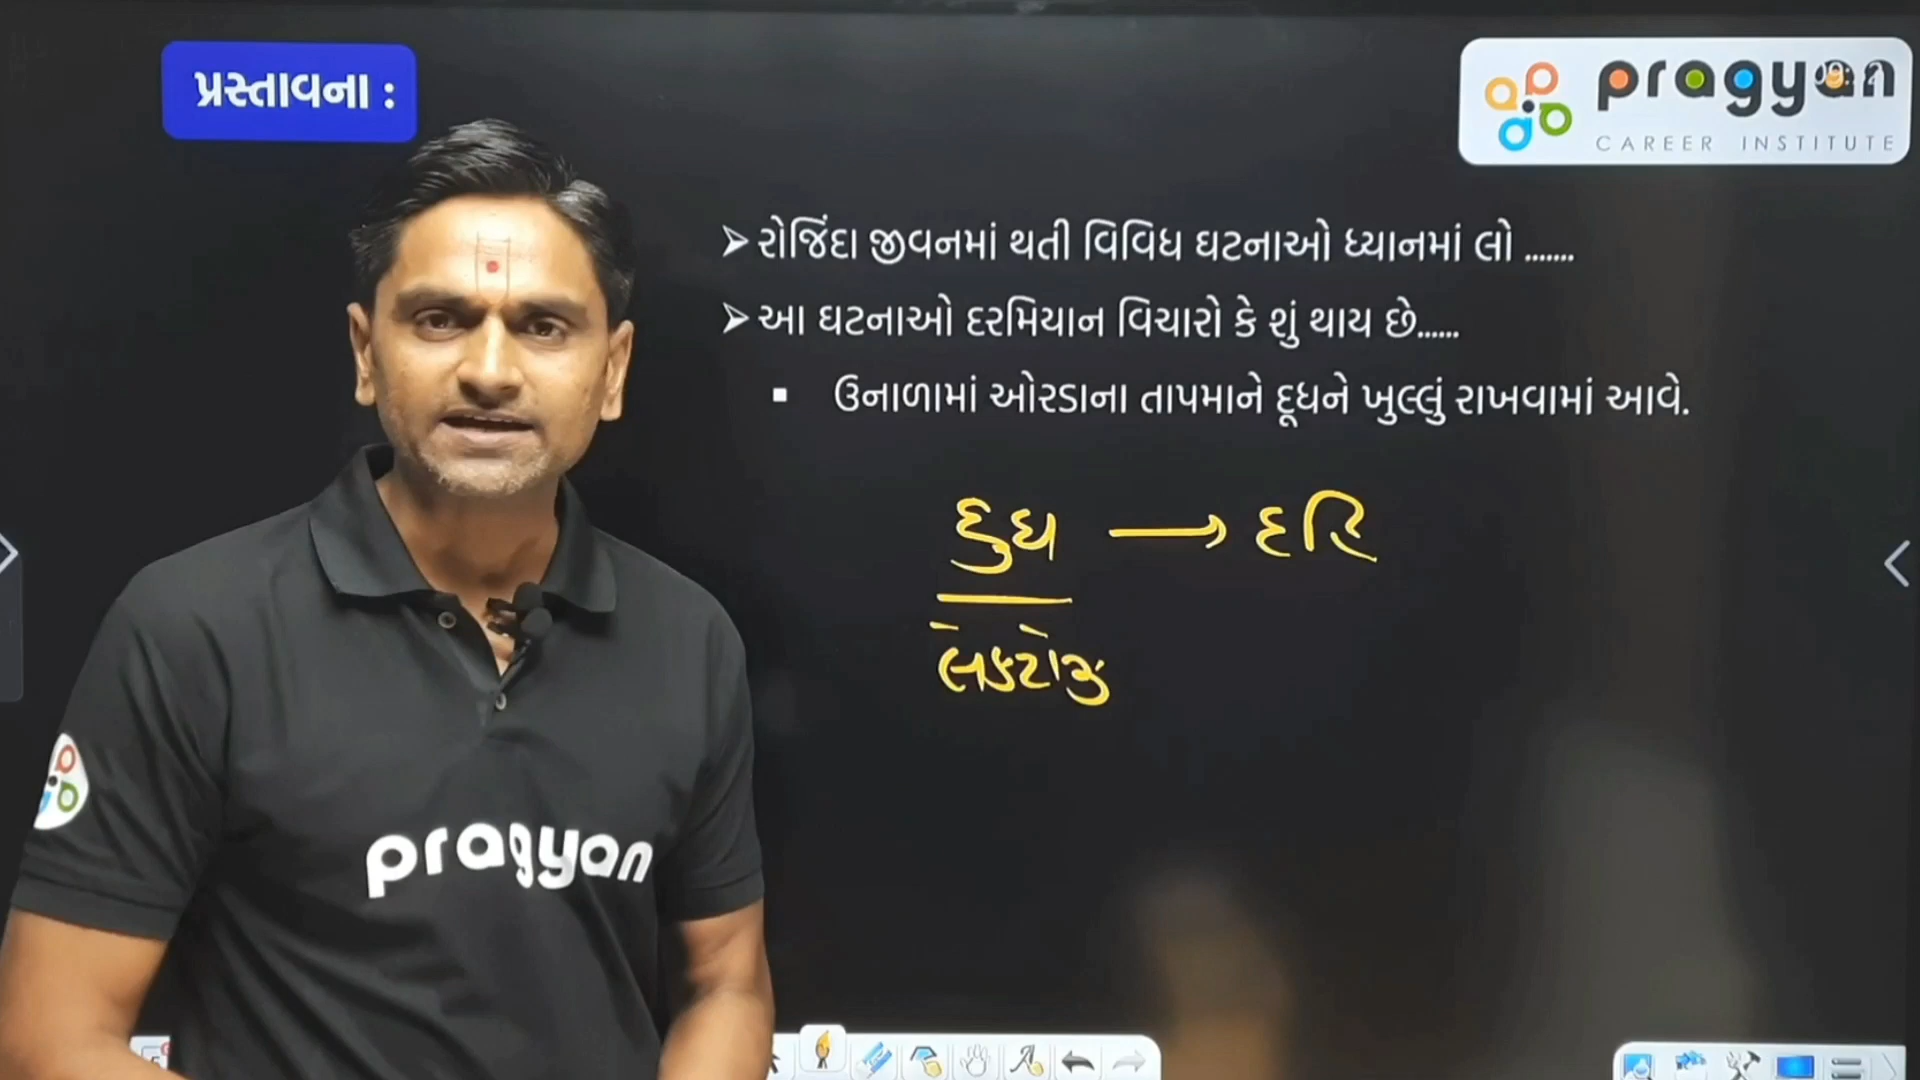 પ્રસ્તાવના :
pragyan
CAREER INSTITUTE
➢ રોજિંદા જીવનમાં થતી વિવિધ ઘટનાઓ ધ્યાનમાં લો .......
➢ આ ઘટનાઓ દરમિયાન વિચારો કે શું થાય છે......
▪ ઉનાળામાં ઓરડાના તાપમાને દૂધને ખુલ્લું રાખવામાં આવે.
દુધ → દહિ
લેક્ટોઝ
pragyan